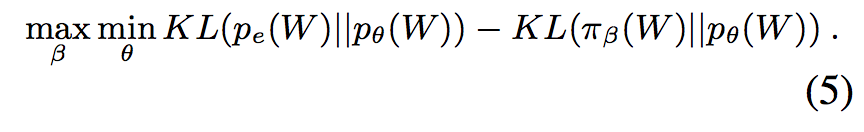 max min KL(p_e(W)||p_θ(W)) − KL(π_β(W)||p_θ(W)) .
β θ
(5)